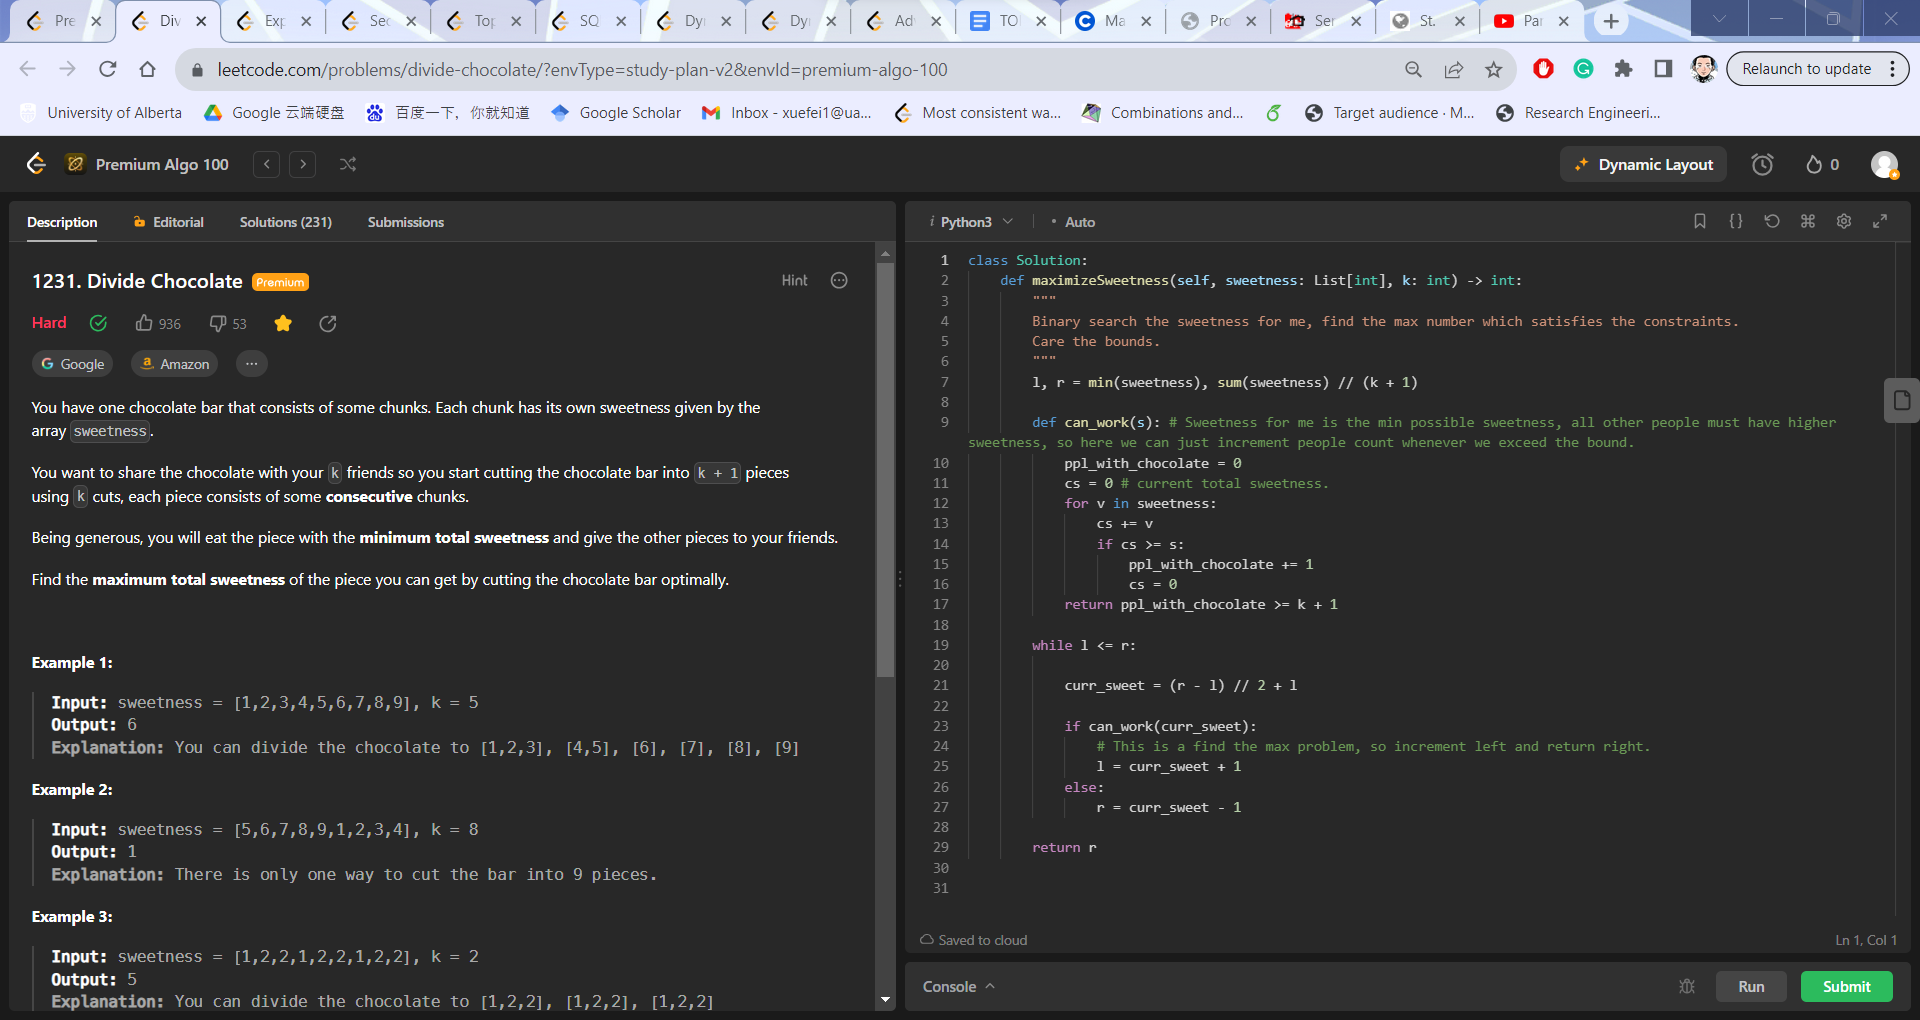 Pre
Div
Exp
Sec
Top
SQ
Dyn
Dyn
Adv
TO
Ma
Pro
Ser
St.
Par
leetcode.com/problems/divide-chocolate/?envType=study-plan-v2&envId=premium-algo-100
Relaunch to update
University of Alberta
Google 云端硬盘
百度一下，你就知道
Google Scholar
Inbox - xuefei1@ua...
Most consistent wa...
Combinations and...
Target audience · M...
Research Engineeri...
Premium Algo 100
Dynamic Layout
0
Description
Editorial
Solutions (231)
Submissions
1231. Divide Chocolate
Premium
Hint
Hard
936
53
Google
Amazon
...
You have one chocolate bar that consists of some chunks. Each chunk has its own sweetness given by the
array sweetness.
You want to share the chocolate with your k friends so you start cutting the chocolate bar into k + 1 pieces
using k cuts, each piece consists of some consecutive chunks.
Being generous, you will eat the piece with the minimum total sweetness and give the other pieces to your friends.
Find the maximum total sweetness of the piece you can get by cutting the chocolate bar optimally.
Example 1:
Input: sweetness = [1,2,3,4,5,6,7,8,9], k = 5
Output: 6
Explanation: You can divide the chocolate to [1,2,3], [4,5], [6], [7], [8], [9]
Example 2:
Input: sweetness = [5,6,7,8,9,1,2,3,4], k = 8
Output: 1
Explanation: There is only one way to cut the bar into 9 pieces.
Example 3:
Input: sweetness = [1,2,2,1,2,2,1,2,2], k = 2
Output: 5
Explanation: You can divide the chocolate to [1,2,2], [1,2,2], [1,2,2]
i Python3
• Auto
1 class Solution:
2 def maximizeSweetness(self, sweetness: List[int], k: int) -> int:
3 """
4 Binary search the sweetness for me, find the max number which satisfies the constraints.
5 Care the bounds.
6 """
7 l, r = min(sweetness), sum(sweetness) // (k + 1)
8
9 def can_work(s): # Sweetness for me is the min possible sweetness, all other people must have higher
sweetness, so here we can just increment people count whenever we exceed the bound.
10 ppl_with_chocolate = 0
11 cs = 0 # current total sweetness.
12 for v in sweetness:
13 cs += v
14 if cs >= s:
15 ppl_with_chocolate += 1
16 cs = 0
17 return ppl_with_chocolate >= k + 1
18
19 while l <= r:
20
21 curr_sweet = (r - l) // 2 + l
22
23 if can_work(curr_sweet):
24 # This is a find the max problem, so increment left and return right.
25 l = curr_sweet + 1
26 else:
27 r = curr_sweet - 1
28
29 return r
30
31
Saved to cloud
Ln 1, Col 1
Console
Run
Submit